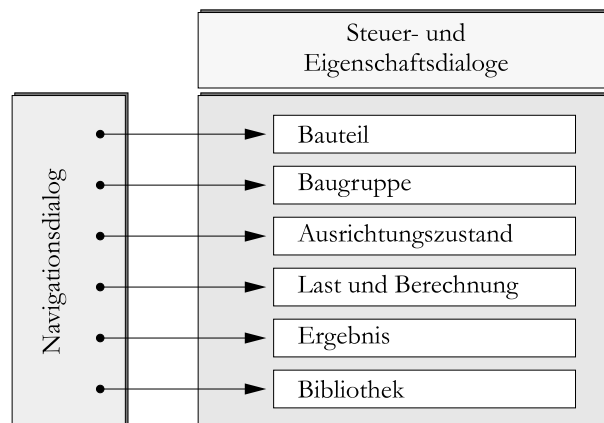 Steuer- und
Eigenschaftsdialoge
Navigationsdialog
Bauteil
Baugruppe
Ausrichtungszustand
Last und Berechnung
Ergebnis
Bibliothek